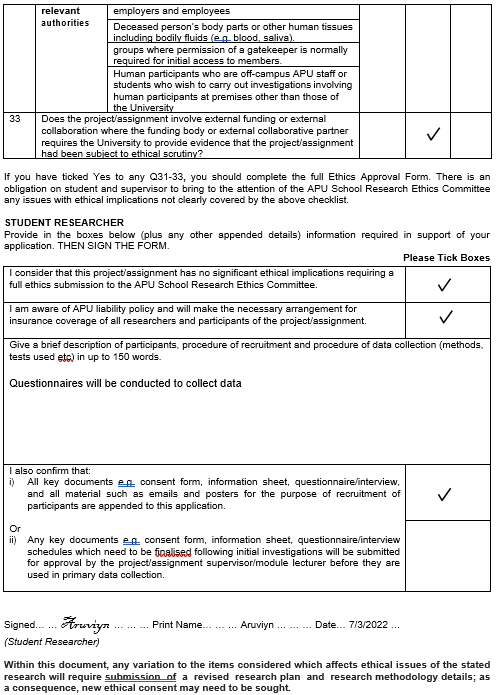 relevant
authorities
employers and employees
Deceased person's body parts or other human tissues
including bodily fluids (e.g. blood, saliva).
groups where permission of a gatekeeper is normally
required for initial access to members.
Human participants who are off-campus APU staff or
students who wish to carry out investigations involving
human participants at premises other than those of
the University
33 Does the project/assignment involve external funding or external
collaboration where the funding body or external collaborative partner
requires the University to provide evidence that the project/assignment
had been subject to ethical scrutiny? ✓
If you have ticked Yes to any Q31-33, you should complete the full Ethics Approval Form. There is an
obligation on student and supervisor to bring to the attention of the APU School Research Ethics Committee
any issues with ethical implications not clearly covered by the above checklist.
STUDENT RESEARCHER
Provide in the boxes below (plus any other appended details) information required in support of your
application. THEN SIGN THE FORM.
Please Tick Boxes
I consider that this project/assignment has no significant ethical implications requiring a
full ethics submission to the APU School Research Ethics Committee. ✓
I am aware of APU liability policy and will make the necessary arrangement for
insurance coverage of all researchers and participants of the project/assignment. ✓
Give a brief description of participants, procedure of recruitment and procedure of data collection (methods,
tests used etc) in up to 150 words.
Questionnaires will be conducted to collect data
I also confirm that:
i) All key documents e.g. consent form, information sheet, questionnaire/interview,
and all material such as emails and posters for the purpose of recruitment of
participants are appended to this application. ✓
Or
ii) Any key documents e.g. consent form, information sheet, questionnaire/interview
schedules which need to be finalised following initial investigations will be submitted
for approval by the project/assignment supervisor/module lecturer before they are
used in primary data collection.
Signed... ... Aruviyn ... ... ... Print Name... ... Aruviyn ... ... ... Date... 7/3/2022 ...
(Student Researcher)
Within this document, any variation to the items considered which affects ethical issues of the stated
research will require submission of a revised research plan and research methodology details; as
a consequence, new ethical consent may need to be sought.